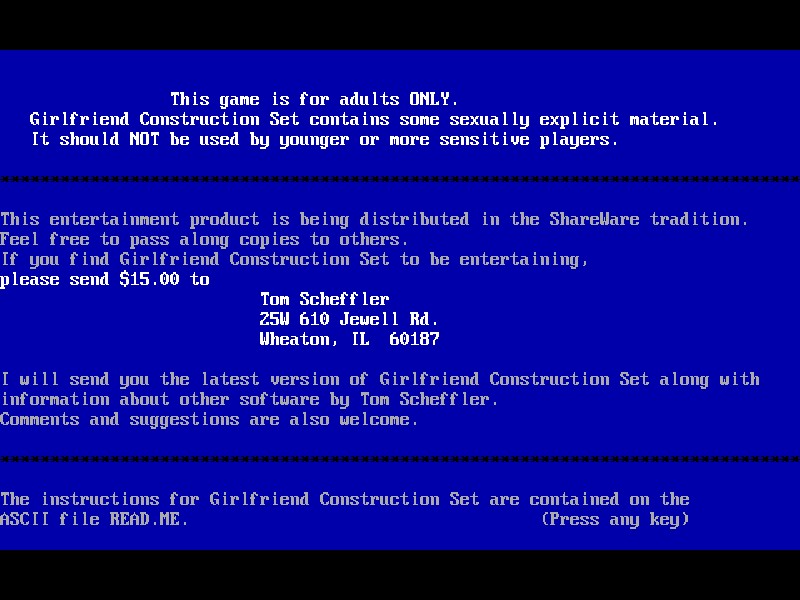 This game is for adults ONLY.
Girlfriend Construction Set contains some sexually explicit material.
It should NOT be used by younger or more sensitive players.
********************************************************************************
This entertainment product is being distributed in the ShareWare tradition.
Feel free to pass along copies to others.
If you find Girlfriend Construction Set to be entertaining,
please send $15.00 to
Tom Scheffler
25W 610 Jewell Rd.
Wheaton, IL  60187
I will send you the latest version of Girlfriend Construction Set along with
information about other software by Tom Scheffler.
Comments and suggestions are also welcome.
********************************************************************************
The instructions for Girlfriend Construction Set are contained on the
ASCII file READ.ME. (Press any key)